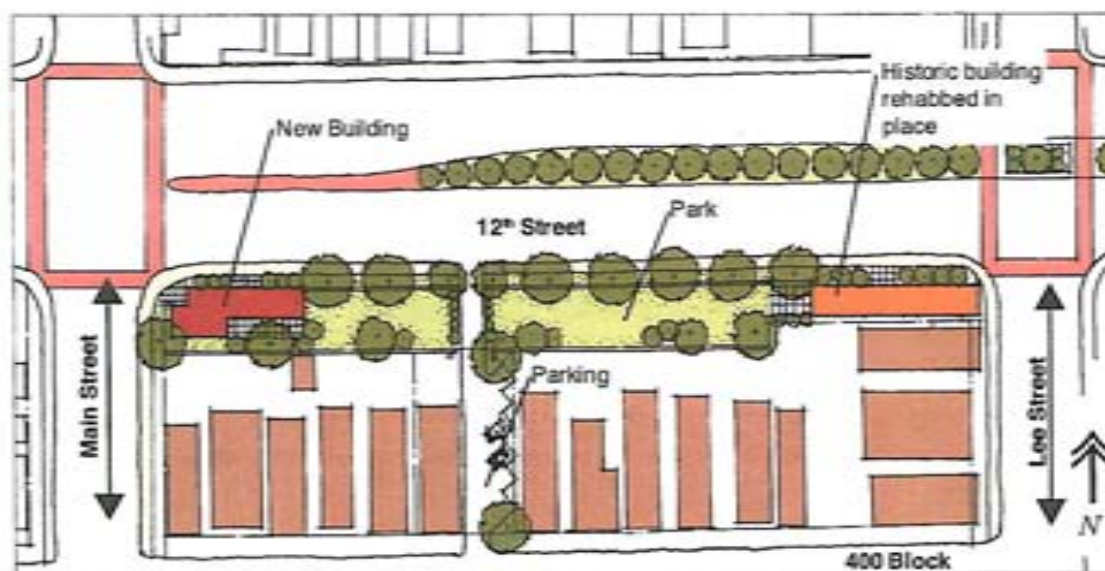 Historic building
rehabbed in
place
New Building
Park
12th Street
Parking
Main Street
Lee Street
N
400 Block